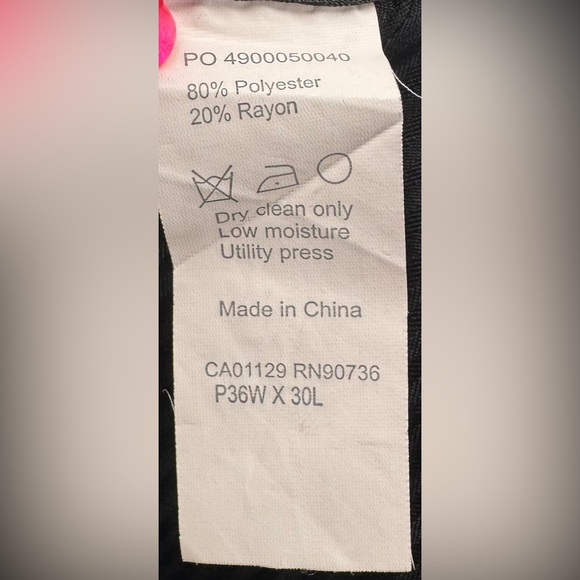 PO 4900050040
80% Polyester
20% Rayon
Dry clean only
Low moisture
Utility press
Made in China
CA01129 RN90736
P36W X 30L